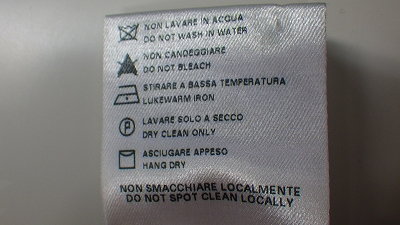 NON LAVARE IN ACQUA
DO NOT WASH IN WATER
NON CANDEGGIARE
DO NOT BLEACH
STIRARE A BASSA TEMPERATURA
LUKEWARM IRON
P
LAVARE SOLO A SECCO
DRY CLEAN ONLY
ASCIUGARE APPESO
HANG DRY
NON SMACCHIARE LOCALMENTE
DO NOT SPOT CLEAN LOCALLY